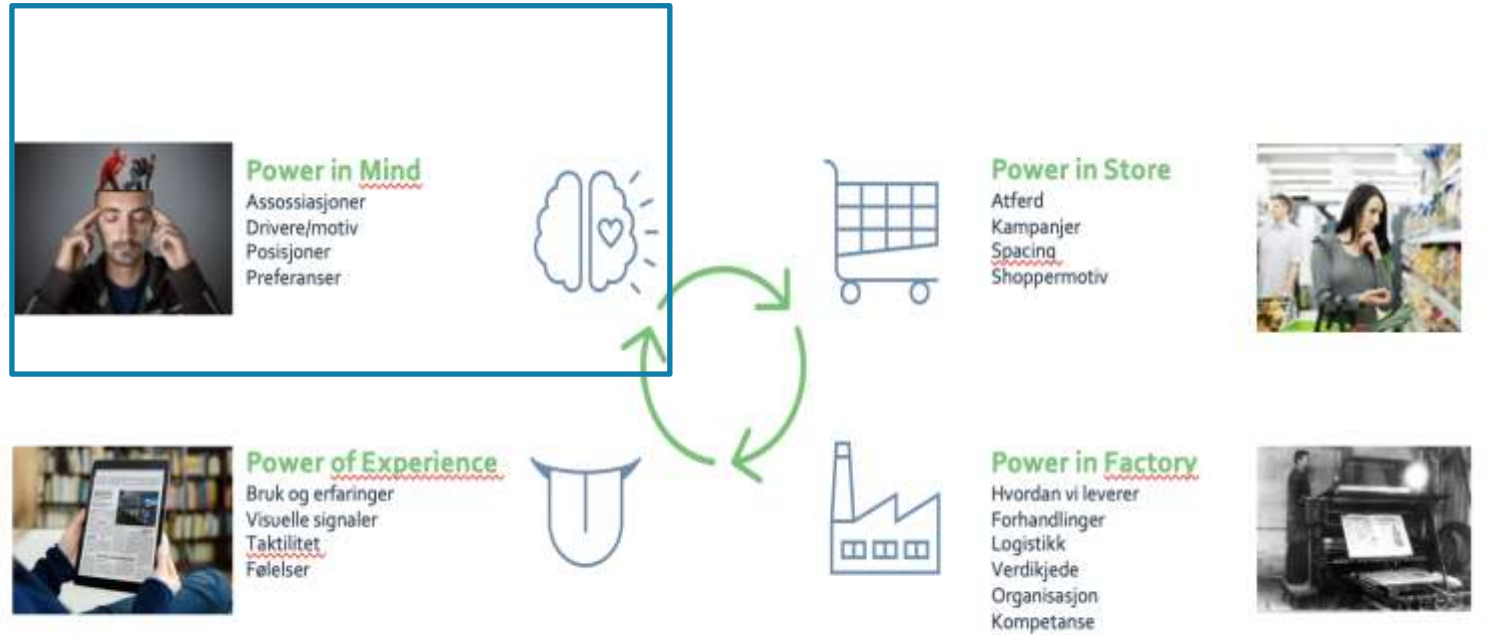 Power in Mind
Assossiasjoner
Drivere/motiv
Posisjoner
Preferanser
Power in Store
Atferd
Kampanjer
Spacing
Shoppermotiv
Power of Experience
Bruk og erfaringer
Visuelle signaler
Taktilitet
Følelser
Power in Factory
Hvordan vi leverer
Forhandlinger
Logistikk
Verdikjede
Organisasjon
Kompetanse